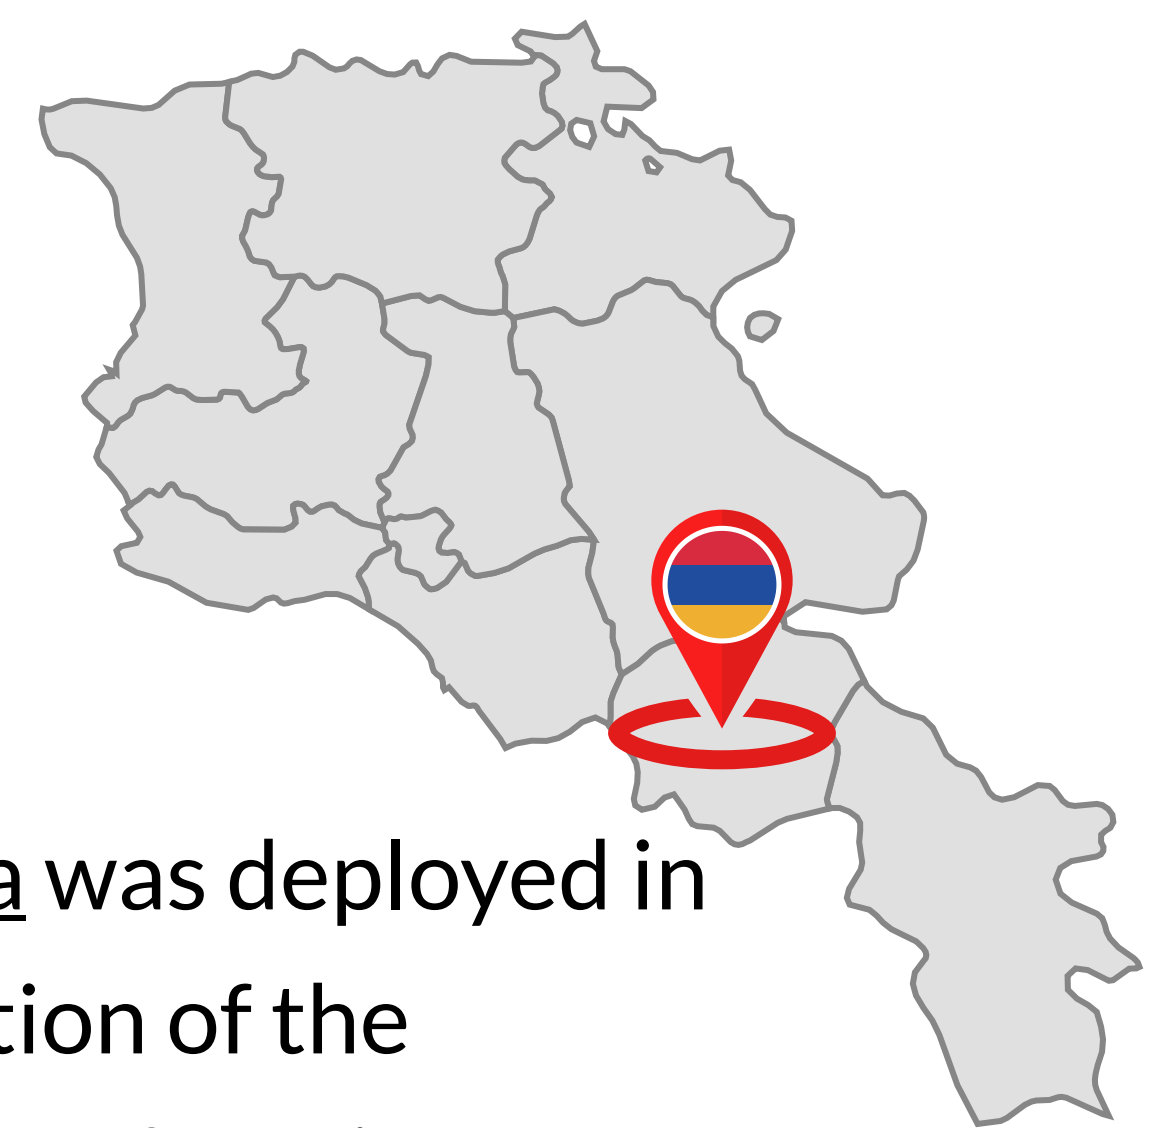 a was deployed in
tion of the